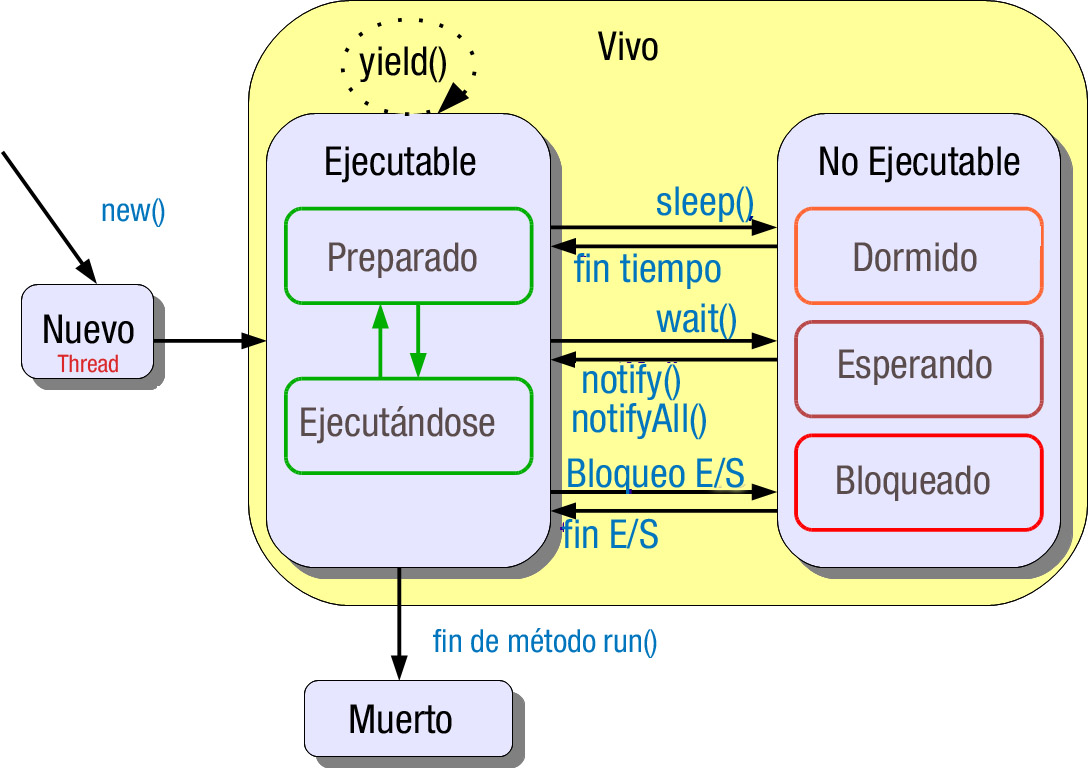 Vivo
yield()
Ejecutable
No Ejecutable
new()
sleep()
Preparado
fin tiempo
Dormido
wait()
Nuevo
Thread
notify()
notifyAll()
Esperando
Ejecutándose
Bloqueo E/S
fin E/S
Bloqueado
fin de método run()
Muerto